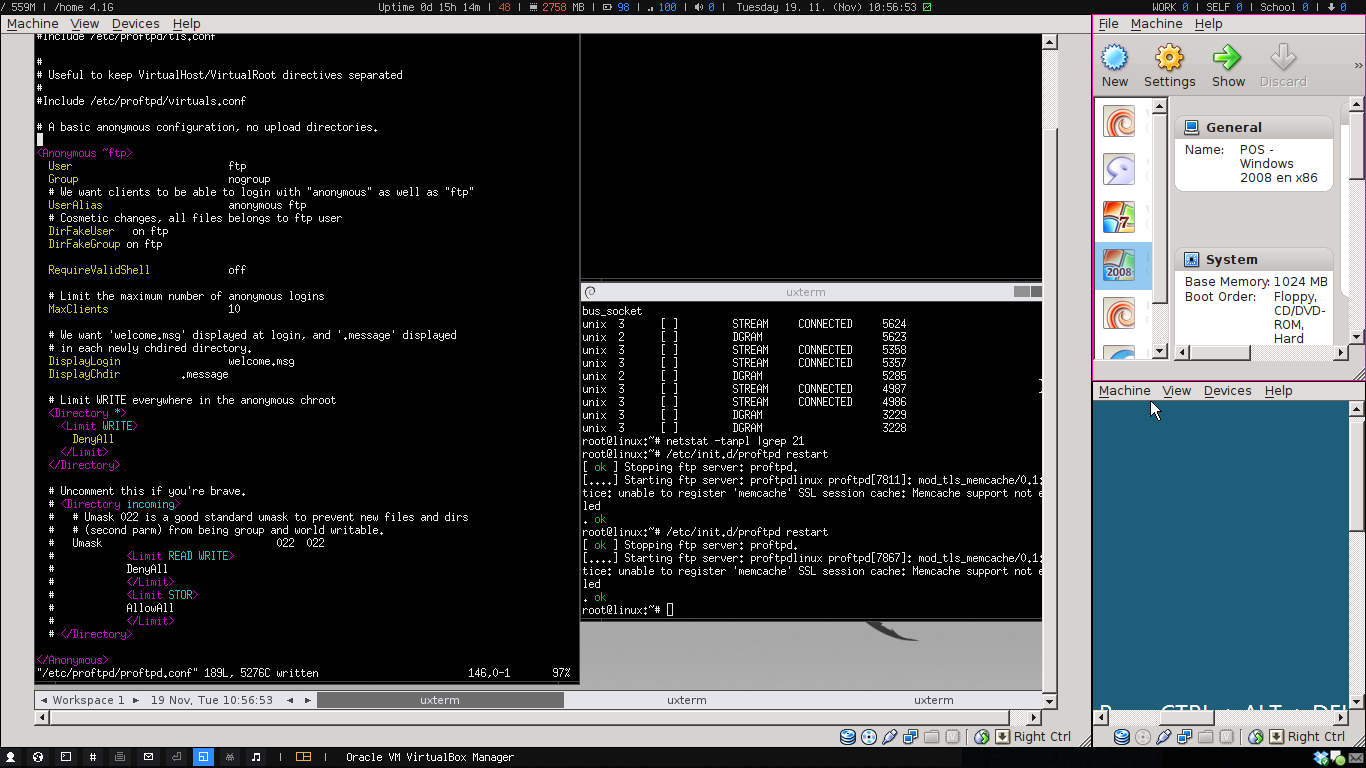 / 559M | /home 4.1G
Uptime 0d 15h 14m | 48 | 2758 MB | 98 | 100 | 0 | Tuesday 19. 11. (Nov) 10:56:53
WORK 0 | SELF 0 | School 0 | 0
Machine View Devices Help
#Include /etc/proftpd/tls.conf
#
# Useful to keep VirtualHost/VirtualRoot directives separated
#
#Include /etc/proftpd/virtuals.conf
# A basic anonymous configuration, no upload directories.
<Anonymous ~ftp>
User ftp
Group nogroup
# We want clients to be able to login with "anonymous" as well as "ftp"
UserAlias anonymous ftp
# Cosmetic changes, all files belongs to ftp user
DirFakeUser on ftp
DirFakeGroup on ftp
RequireValidShell off
# Limit the maximum number of anonymous logins
MaxClients 10
# We want 'welcome.msg' displayed at login, and '.message' displayed
# in each newly chdired directory.
DisplayLogin welcome.msg
DisplayChdir .message
# Limit WRITE everywhere in the anonymous chroot
<Directory *>
<Limit WRITE>
DenyAll
</Limit>
</Directory>
# Uncomment this if you're brave.
# <Directory incoming>
# # Umask 022 is a good standard umask to prevent new files and dirs
# # (second parm) from being group and world writable.
# Umask 022 022
# <Limit READ WRITE>
# DenyAll
# </Limit>
# <Limit STOR>
# AllowAll
# </Limit>
# </Directory>
</Anonymous>
"/etc/proftpd/proftpd.conf" 189L, 5276C written 146,0-1 97%
uxterm
bus_socket
unix 3 [ ] STREAM CONNECTED 5624
unix 2 [ ] DGRAM 5623
unix 3 [ ] STREAM CONNECTED 5358
unix 3 [ ] STREAM CONNECTED 5357
unix 2 [ ] DGRAM 5285
unix 3 [ ] STREAM CONNECTED 4987
unix 3 [ ] STREAM CONNECTED 4986
unix 3 [ ] DGRAM 3229
unix 3 [ ] DGRAM 3228
root@linux:~# netstat -tanpl |grep 21
root@linux:~# /etc/init.d/proftpd restart
[ ok ] Stopping ftp server: proftpd.
[....] Starting ftp server: proftpdlinux proftpd[7811]: mod_tls_memcache/0.1:
tice: unable to register 'memcache' SSL session cache: Memcache support not e
led
. ok
root@linux:~# /etc/init.d/proftpd restart
[ ok ] Stopping ftp server: proftpd.
[....] Starting ftp server: proftpdlinux proftpd[7867]: mod_tls_memcache/0.1:
tice: unable to register 'memcache' SSL session cache: Memcache support not e
led
. ok
root@linux:~#
Workspace 1 19 Nov, Tue 10:56:53 uxterm uxterm uxterm
Right Ctrl
File Machine Help
New Settings Show Discard
7
2008
General
Name: POS -
Windows
2008 en x86
System
Base Memory: 1024 MB
Boot Order: Floppy,
CD/DVD-
ROM,
Hard
Machine View Devices Help
CTRL + ALT + DEL
Right Ctrl
# | | Oracle VM VirtualBox Manager